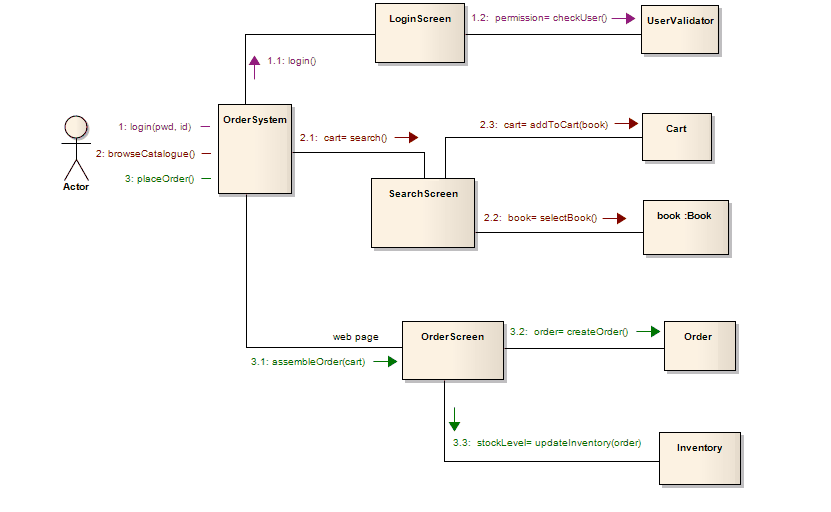 LoginScreen
1.2: permission= checkUser()
UserValidator
1.1: login()
OrderSystem
1: login(pwd, id)
2.1: cart= search()
2.3: cart= addToCart(book)
Cart
2: browseCatalogue()
3: placeOrder()
Actor
SearchScreen
2.2: book= selectBook()
book :Book
web page
OrderScreen
3.2: order= createOrder()
Order
3.1: assembleOrder(cart)
3.3: stockLevel= updateInventory(order)
Inventory